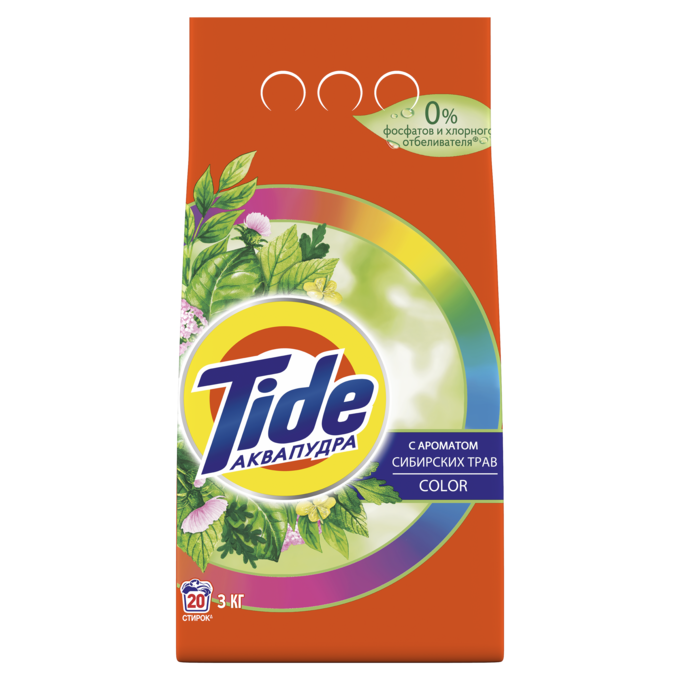 0%
фосфатов и хлорного
отбеливателя®
Tide
АКВАПУДРА
С АРОМАТОМ
СИБИРСКИХ ТРАВ
COLOR
20 3 КГ
СТИРОК^